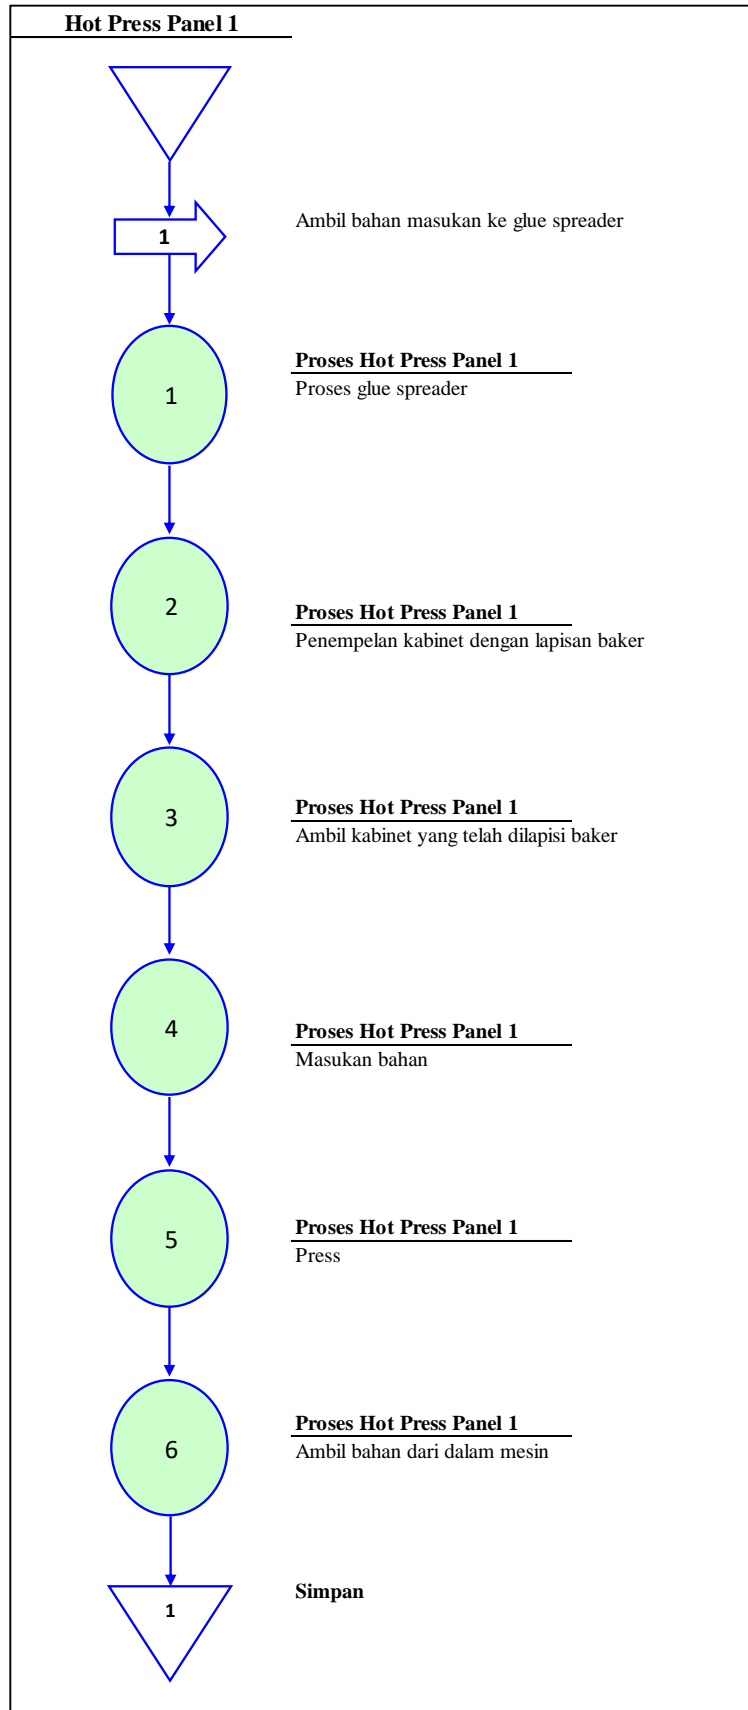 Hot Press Panel 1
1
Ambil bahan masukan ke glue spreader
1
Proses Hot Press Panel 1
Proses glue spreader
2
Proses Hot Press Panel 1
Penempelan kabinet dengan lapisan baker
3
Proses Hot Press Panel 1
Ambil kabinet yang telah dilapisi baker
4
Proses Hot Press Panel 1
Masukan bahan
5
Proses Hot Press Panel 1
Press
6
Proses Hot Press Panel 1
Ambil bahan dari dalam mesin
1
Simpan